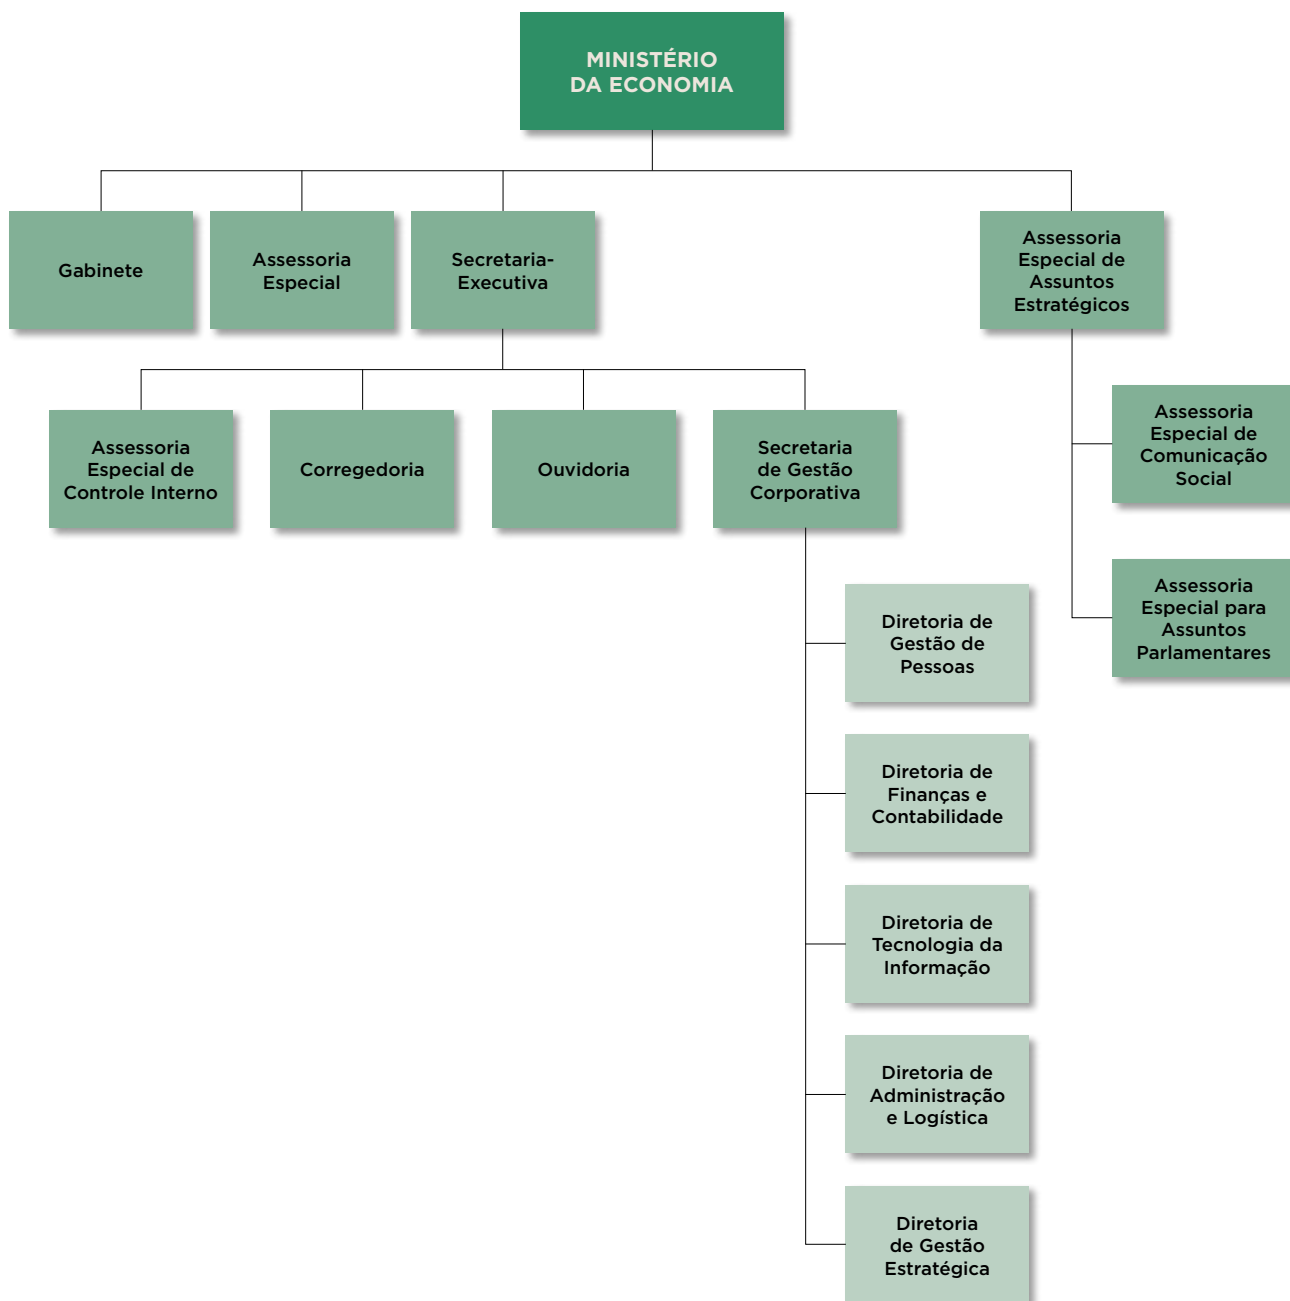 MINISTÉRIO
DA ECONOMIA
Gabinete
Assessoria
Especial
Secretaria-
Executiva
Assessoria
Especial de
Assuntos
Estratégicos
Assessoria
Especial de
Controle Interno
Corregedoria
Ouvidoria
Secretaria
de Gestão
Corporativa
Assessoria
Especial de
Comunicação
Social
Assessoria
Especial para
Assuntos
Parlamentares
Diretoria de
Gestão de
Pessoas
Diretoria de
Finanças e
Contabilidade
Diretoria de
Tecnologia da
Informação
Diretoria de
Administração
e Logística
Diretoria
de Gestão
Estratégica